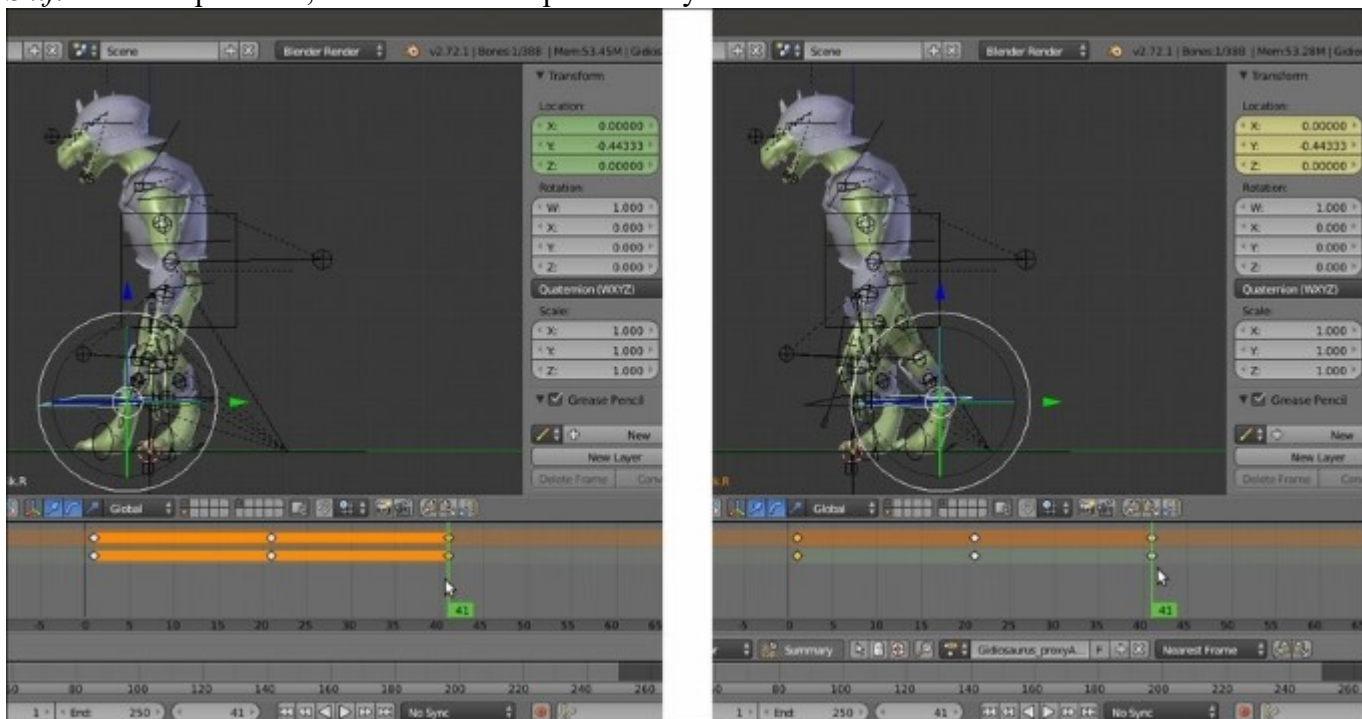 Scene Blender Render v2.72.1 | Bones:1/388 | Mem:53.45M | Gidios
Transform
Location:
X: 0.00000
Y: -0.44333
Z: 0.00000
Rotation:
W: 1.000
X: 0.000
Y: 0.000
Z: 0.000
Quaternion (WXYZ)
Scale:
X: 1.000
Y: 1.000
Z: 1.000
Grease Pencil
New
New Layer
Delete Frame Conv
k.R
Global
41
-5 0 5 10 15 20 25 30 35 40 45 50 55 60 65
60 80 100 120 140 160 180 200 220 240 260
1 End: 250 41 No Sync
Scene Blender Render v2.72.1 | Bones:1/388 | Mem:53.28M | Gidio
Transform
Location:
X: 0.00000
Y: -0.44333
Z: 0.00000
Rotation:
W: 1.000
X: 0.000
Y: 0.000
Z: 0.000
Quaternion (WXYZ)
Scale:
X: 1.000
Y: 1.000
Z: 1.000
Grease Pencil
New
New Layer
Delete Frame Con
k.R
Global
41
-5 0 5 10 15 20 25 30 35 40 45 50 55 60 65
Summary Gidiosaurus_proxyA... F Nearest Frame
80 100 120 140 160 180 200 220 240 260
1 End: 250 41 No Sync